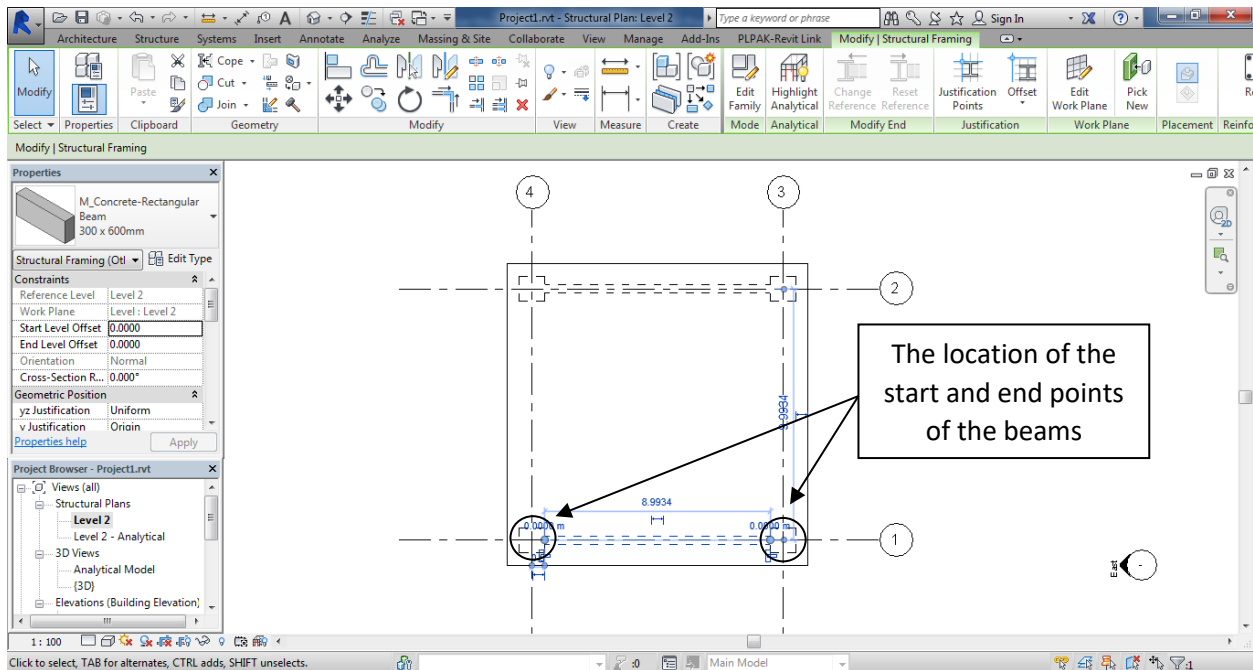 Project1.rvt - Structural Plan: Level 2
Type a keyword or phrase
Sign In
Architecture Structure Systems Insert Annotate Analyze Massing & Site Collaborate View Manage Add-Ins PLPAK-Revit Link Modify | Structural Framing
Modify
Paste
Cope
Cut
Join
Edit Family
Highlight Analytical
Change Reference
Reset Reference
Justification Points
Offset
Edit Work Plane
Pick New
Select Properties Clipboard Geometry Modify View Measure Create Mode Analytical Modify End Justification Work Plane Placement Reinfo
Modify | Structural Framing
Properties
M_Concrete-Rectangular
Beam
300 x 600mm
Structural Framing (Otl Edit Type
Constraints
Reference Level Level 2
Work Plane Level : Level 2
Start Level Offset 0.0000
End Level Offset 0.0000
Orientation Normal
Cross-Section R... 0.000°
Geometric Position
yz Justification Uniform
y Justification Origin
Properties help Apply
Project Browser - Project1.rvt
Views (all)
Structural Plans
Level 2
Level 2 - Analytical
3D Views
Analytical Model
{3D}
Elevations (Building Elevation)
4
3
2
The location of the
start and end points
of the beams
8.9934
8.9934
0.0000 m
0.0000 m
1
East
2D
1 : 100
Click to select, TAB for alternates, CTRL adds, SHIFT unselects.
:0
Main Model
:1